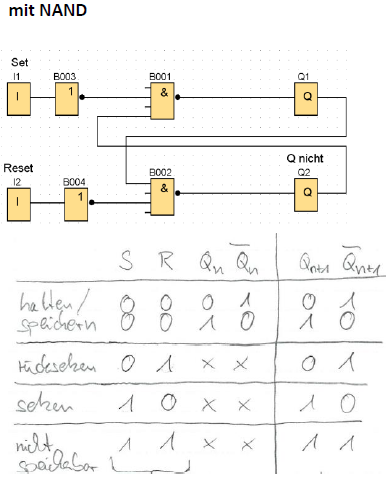 mit NAND
Set
I1 B003 B001 Q1
I 1 & Q
Q nicht
Reset
I2 B004 B002 Q2
I 1 & Q
S R Qn Q̅n Qn+1 Q̅n+1
halten/ 0 0 0 1 0 1
speichern 0 0 1 0 1 0
rücksetzen 0 1 x x 0 1
setzen 1 0 x x 1 0
nicht 1 1 x x 1 1
speicherbar